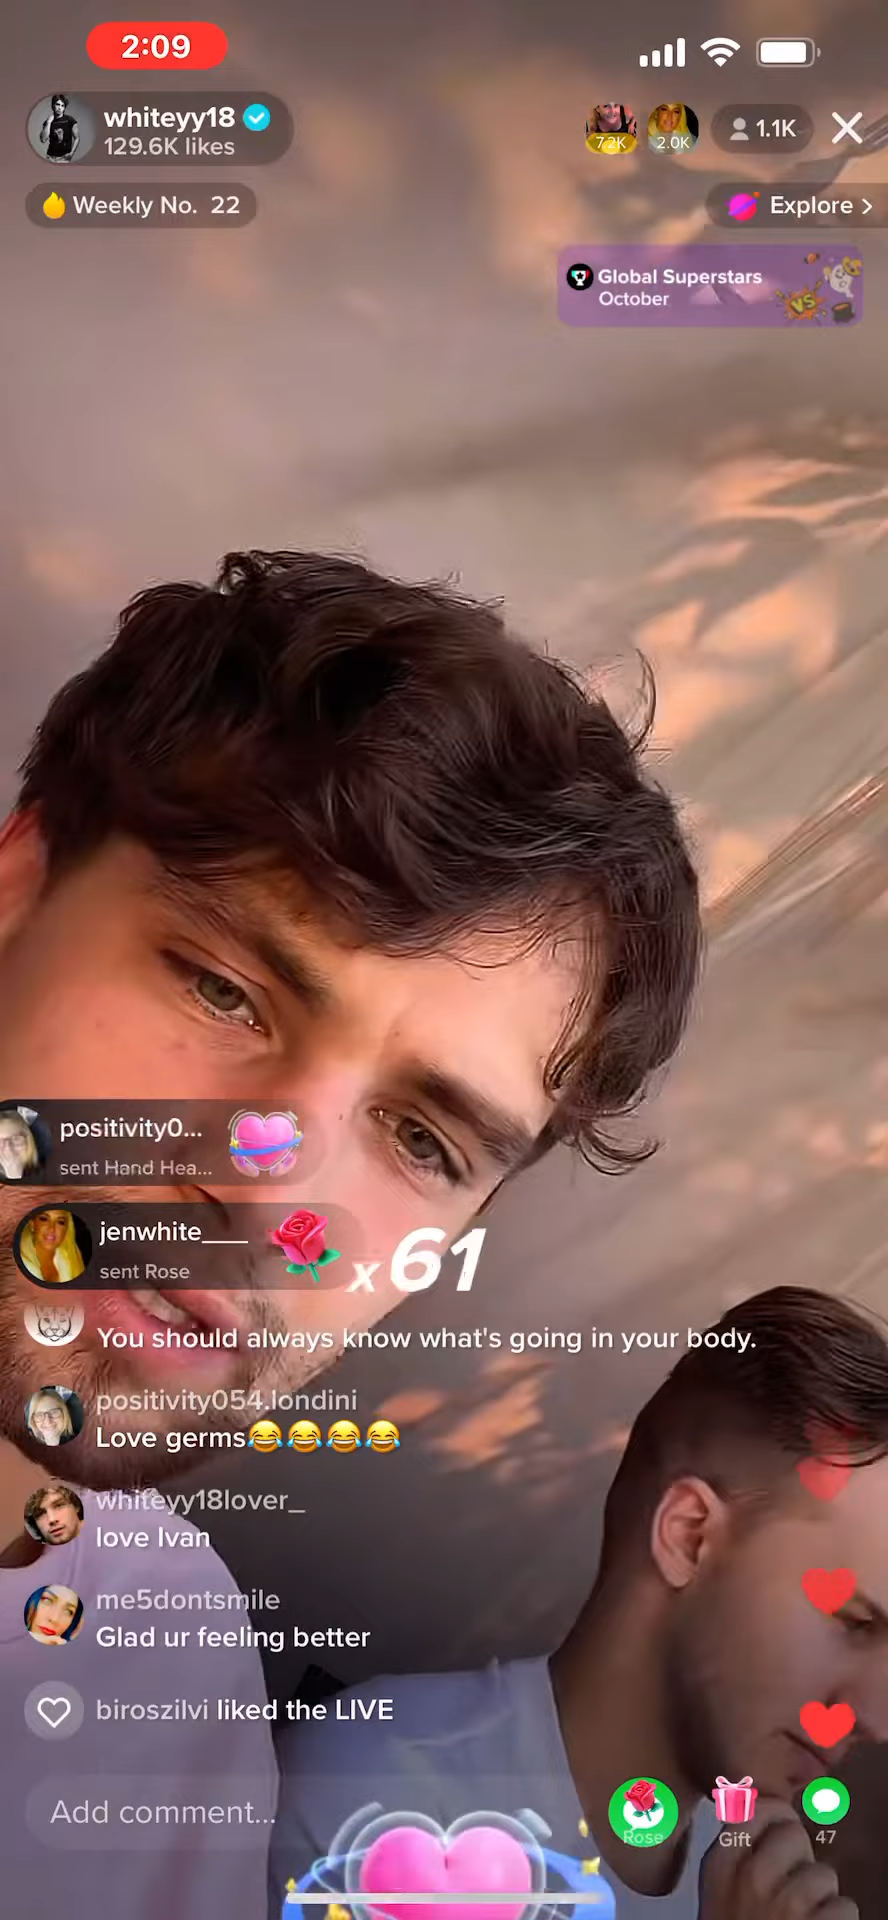 2:09
whiteyy18
129.6K likes
7.2K
2.0K
1.1K
Weekly No. 22
Explore >
Global Superstars
October
VS
positivity0...
sent Hand Hea...
jenwhite___
sent Rose
x61
You should always know what's going in your body.
positivity054.londini
Love germs😂😂😂😂
whiteyy18lover_
love Ivan
me5dontsmile
Glad ur feeling better
biroszilvi liked the LIVE
Add comment...
Rose
Gift
47